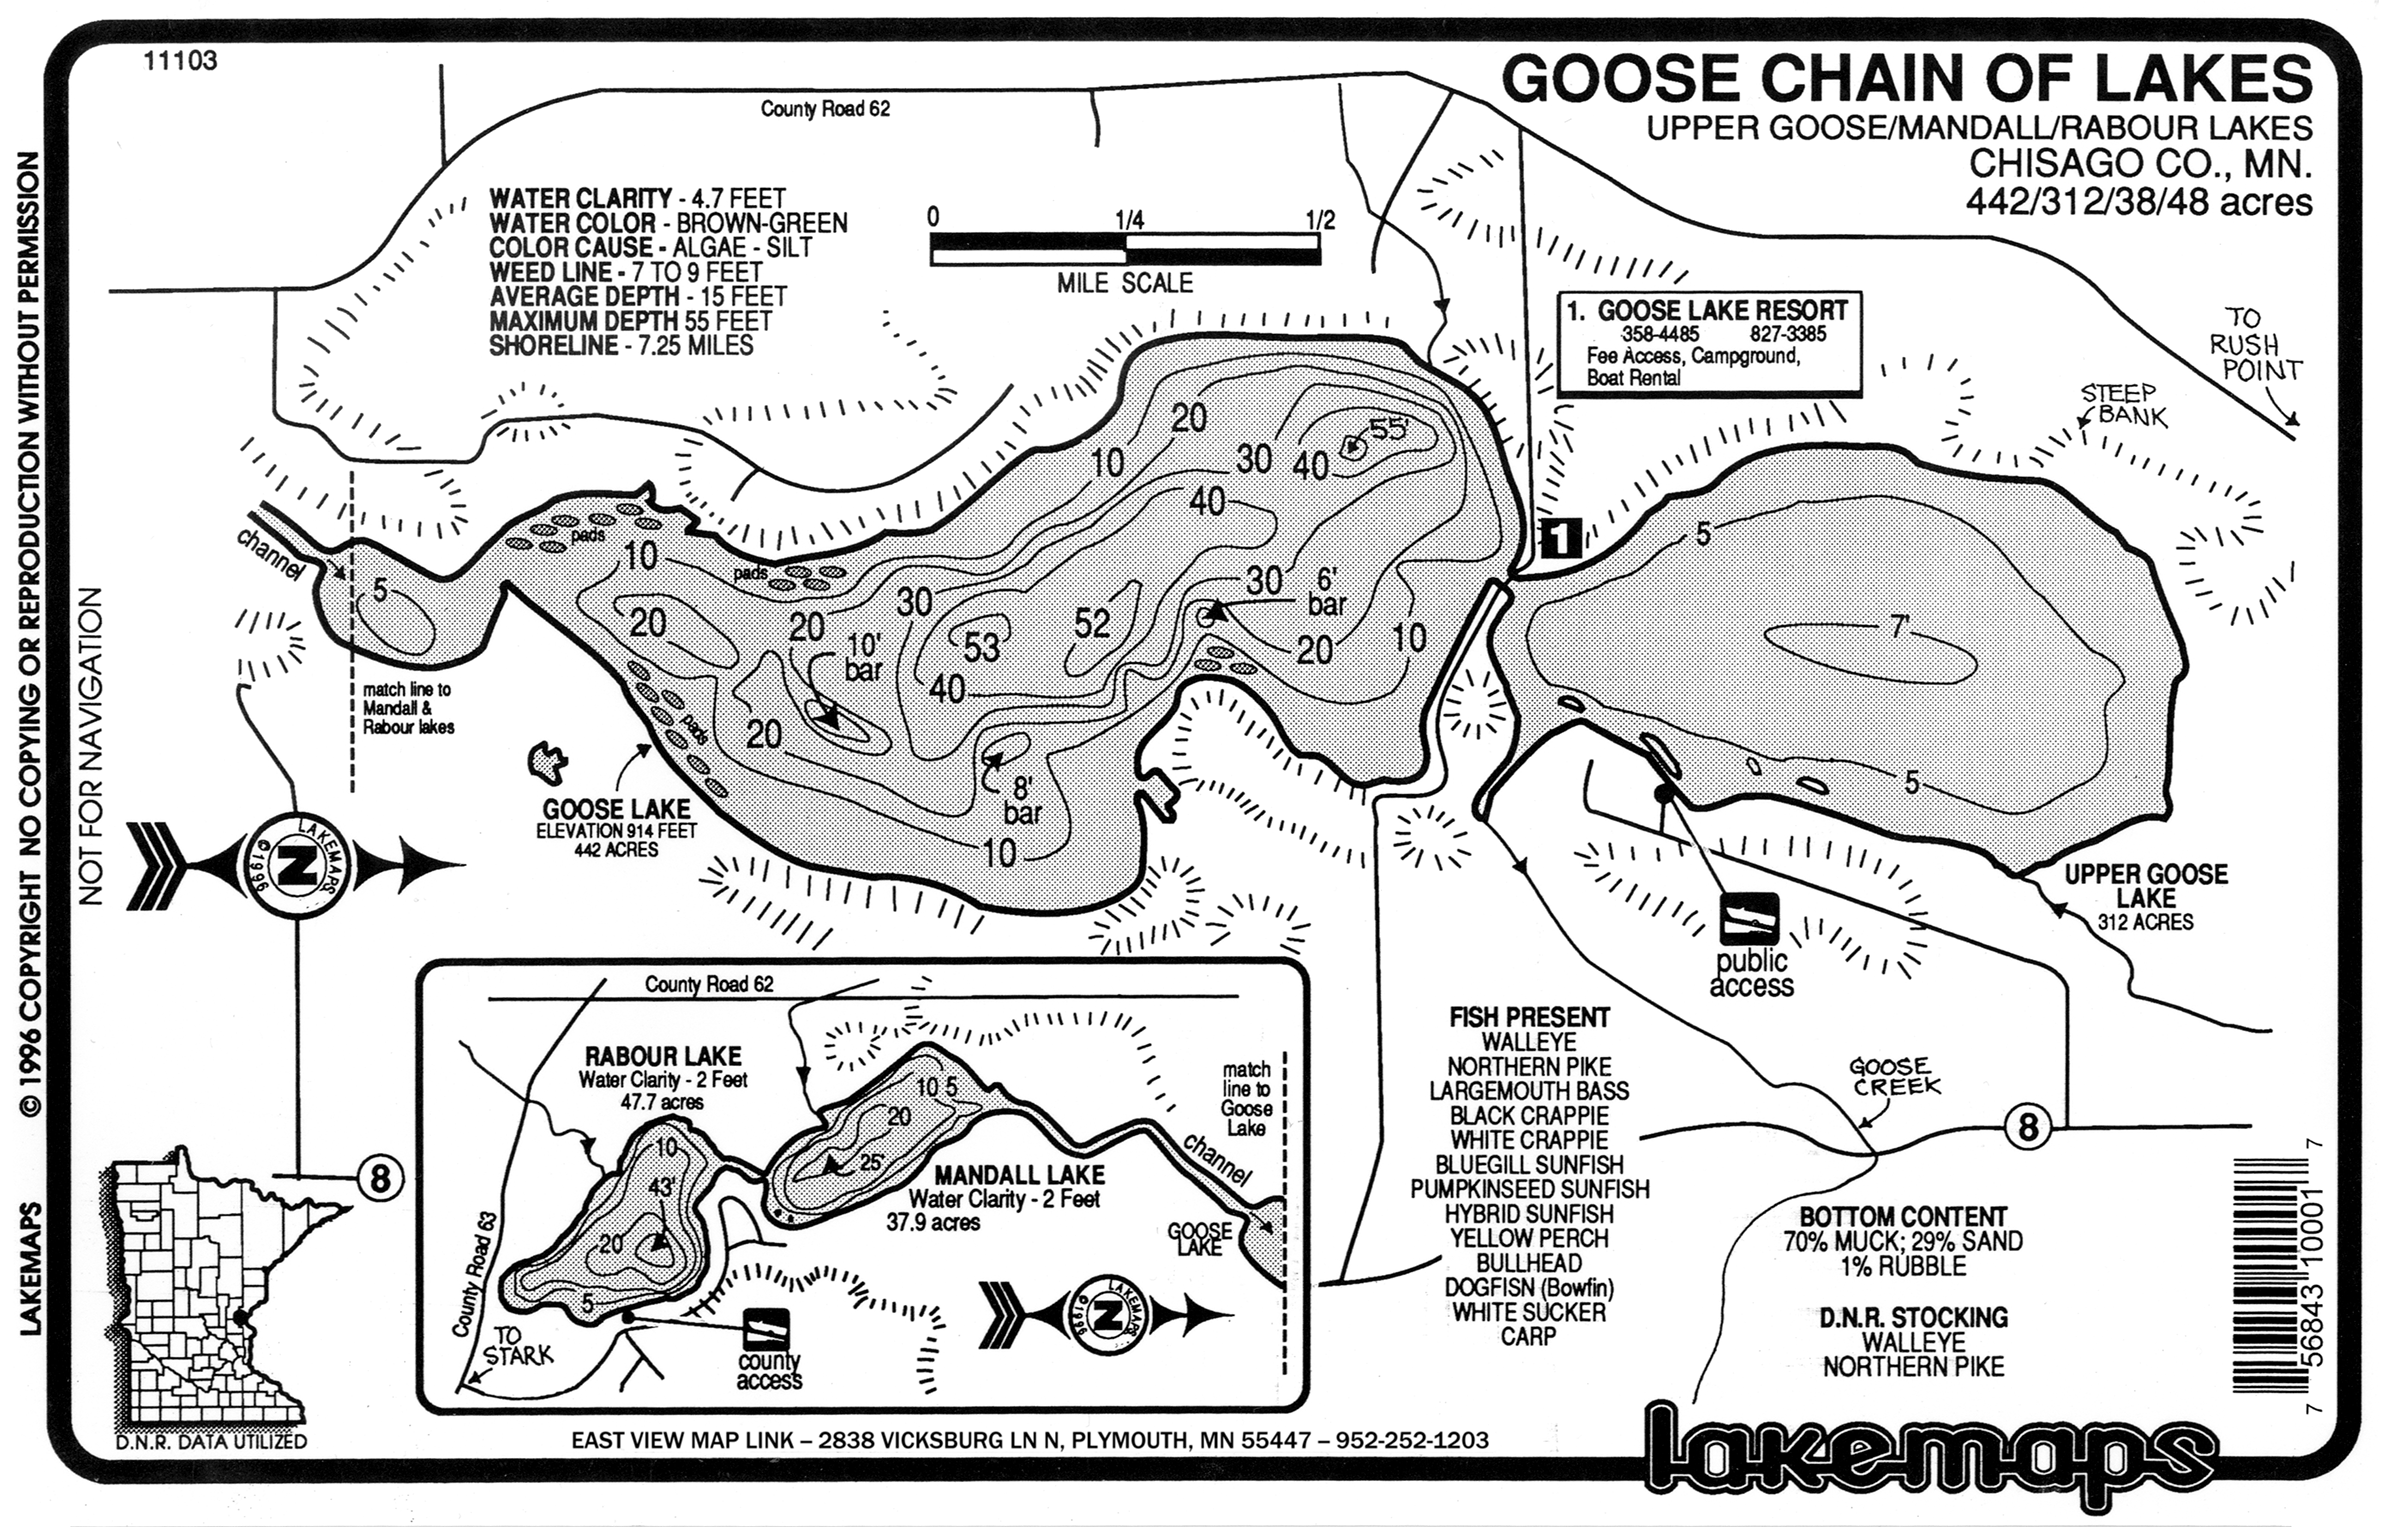 11103
GOOSE CHAIN OF LAKES
UPPER GOOSE/MANDALL/RABOUR LAKES
CHISAGO CO., MN.
442/312/38/48 acres
County Road 62
WATER CLARITY - 4.7 FEET
WATER COLOR - BROWN-GREEN
COLOR CAUSE - ALGAE - SILT
WEED LINE - 7 TO 9 FEET
AVERAGE DEPTH - 15 FEET
MAXIMUM DEPTH 55 FEET
SHORELINE - 7.25 MILES
0 1/4 1/2
MILE SCALE
1. GOOSE LAKE RESORT
358-4485 827-3385
Fee Access, Campground,
Boat Rental
TO
RUSH
POINT
STEEP
BANK
channel
5
pads
10
pads
20
20
10'
bar
20
30
53
52
40
40
10
20
30
40
55'
30
6'
bar
20
10
pads
8'
bar
10
1
5
7'
5
match line to
Mandall &
Rabour lakes
GOOSE LAKE
ELEVATION 914 FEET
442 ACRES
UPPER GOOSE
LAKE
312 ACRES
public
access
N
LAKEMAPS
©1996
8
County Road 62
RABOUR LAKE
Water Clarity - 2 Feet
47.7 acres
10
43'
20
5
10 5
20
25'
MANDALL LAKE
Water Clarity - 2 Feet
37.9 acres
channel
match
line to
Goose
Lake
GOOSE
LAKE
County Road 63
TO
STARK
county
access
N
LAKEMAPS
©1996
FISH PRESENT
WALLEYE
NORTHERN PIKE
LARGEMOUTH BASS
BLACK CRAPPIE
WHITE CRAPPIE
BLUEGILL SUNFISH
PUMPKINSEED SUNFISH
HYBRID SUNFISH
YELLOW PERCH
BULLHEAD
DOGFISN (Bowfin)
WHITE SUCKER
CARP
GOOSE
CREEK
8
BOTTOM CONTENT
70% MUCK; 29% SAND
1% RUBBLE
D.N.R. STOCKING
WALLEYE
NORTHERN PIKE
7 56843 10001 7
D.N.R. DATA UTILIZED
EAST VIEW MAP LINK – 2838 VICKSBURG LN N, PLYMOUTH, MN 55447 – 952-252-1203
lakemaps
LAKEMAPS © 1996 COPYRIGHT NO COPYING OR REPRODUCTION WITHOUT PERMISSION
NOT FOR NAVIGATION